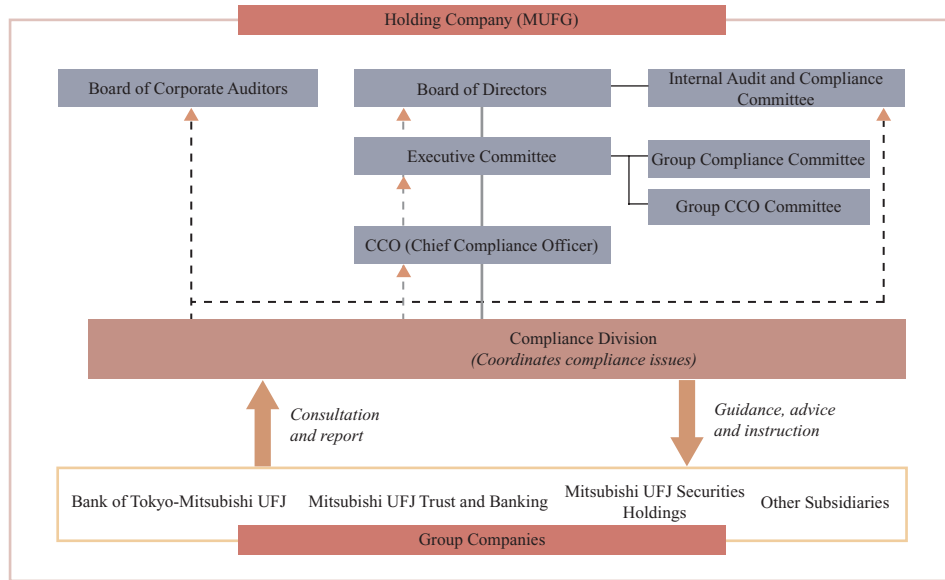 Holding Company (MUFG)
Board of Corporate Auditors
Board of Directors
Internal Audit and Compliance
Committee
Executive Committee
Group Compliance Committee
Group CCO Committee
CCO (Chief Compliance Officer)
Compliance Division
(Coordinates compliance issues)
Consultation
and report
Guidance, advice
and instruction
Bank of Tokyo-Mitsubishi UFJ
Mitsubishi UFJ Trust and Banking
Mitsubishi UFJ Securities
Holdings
Other Subsidiaries
Group Companies